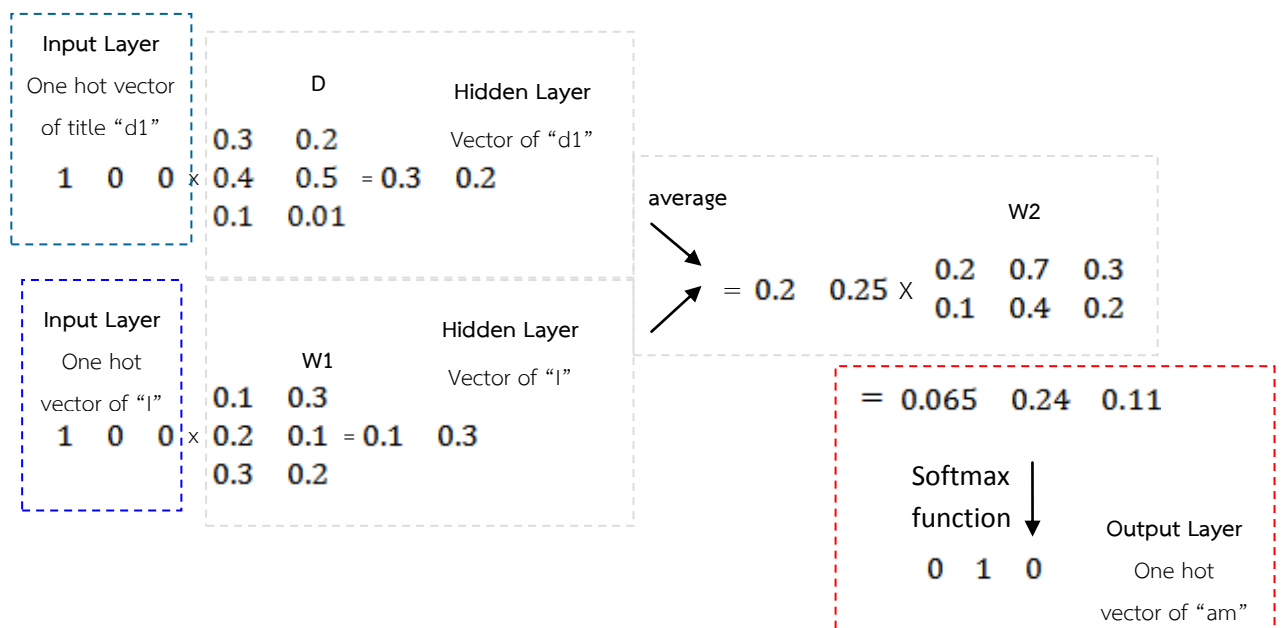 Input Layer
One hot vector
of title “d1”
1 0 0
×
D
0.3 0.2
0.4 0.5
0.1 0.01
= 0.3 0.2
Hidden Layer
Vector of “d1”
Input Layer
One hot
vector of “I”
1 0 0
×
W1
0.1 0.3
0.2 0.1
0.3 0.2
= 0.1 0.3
Hidden Layer
Vector of “I”
average
= 0.2 0.25 X
W2
0.2 0.7 0.3
0.1 0.4 0.2
= 0.065 0.24 0.11
Softmax
function
0 1 0
Output Layer
One hot
vector of “am”